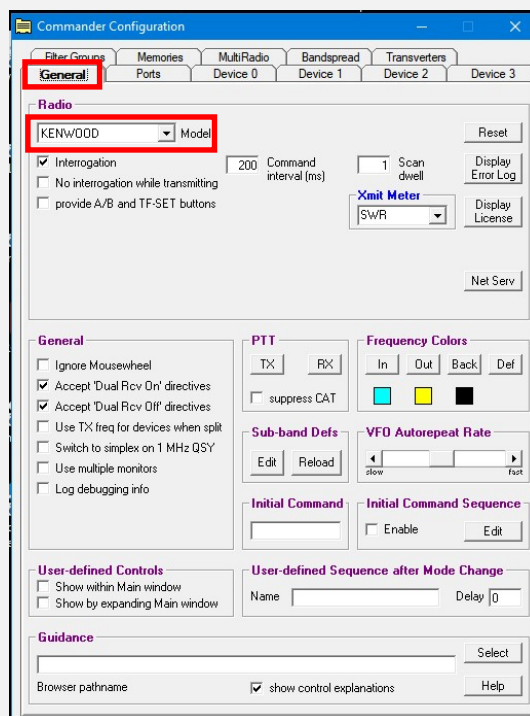 Commander Configuration
Filter Groups Memories MultiRadio Bandspread Transverters
General Ports Device 0 Device 1 Device 2 Device 3
Radio
KENWOOD Model Reset
Interrogation 200 Command interval (ms) 1 Scan dwell Display Error Log
No interrogation while transmitting
provide A/B and TF-SET buttons Xmit Meter Display License
SWR
Net Serv
General PTT Frequency Colors
Ignore Mousewheel TX RX In Out Back Def
Accept 'Dual Rcv On' directives suppress CAT
Accept 'Dual Rcv Off' directives
Use TX freq for devices when split Sub-band Defs VFO Autorepeat Rate
Switch to simplex on 1 MHz QSY Edit Reload slow fast
Use multiple monitors
Log debugging info
Initial Command Initial Command Sequence
Enable Edit
User-defined Controls User-defined Sequence after Mode Change
Show within Main window Name Delay 0
Show by expanding Main window
Guidance
Select
Browser pathname show control explanations Help